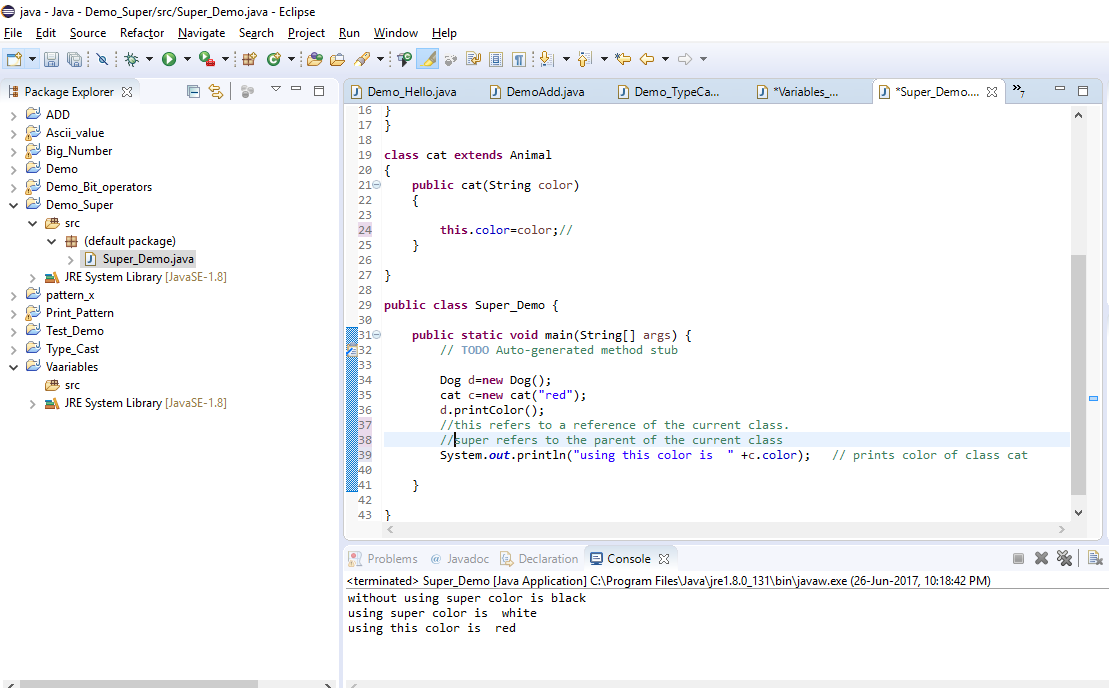 java - Java - Demo_Super/src/Super_Demo.java - Eclipse
File Edit Source Refactor Navigate Search Project Run Window Help
Package Explorer
ADD
Ascii_value
Big_Number
Demo
Demo_Bit_operators
Demo_Super
src
(default package)
Super_Demo.java
JRE System Library [JavaSE-1.8]
pattern_x
Print_Pattern
Test_Demo
Type_Cast
Vaariables
src
JRE System Library [JavaSE-1.8]
Demo_Hello.java DemoAdd.java Demo_TypeCa... *Variables_... *Super_Demo.... »7
16 }
17 }
18
19 class cat extends Animal
20 {
21 public cat(String color)
22 {
23
24 this.color=color;//
25 }
26
27 }
28
29 public class Super_Demo {
30
31 public static void main(String[] args) {
32 // TODO Auto-generated method stub
33
34 Dog d=new Dog();
35 cat c=new cat("red");
36 d.printColor();
37 //this refers to a reference of the current class.
38 //super refers to the parent of the current class
39 System.out.println("using this color is  " +c.color);   // prints color of class cat
40
41 }
42
43 }
Problems @ Javadoc Declaration Console
<terminated> Super_Demo [Java Application] C:\Program Files\Java\jre1.8.0_131\bin\javaw.exe (26-Jun-2017, 10:18:42 PM)
without using super color is black
using super color is  white
using this color is  red